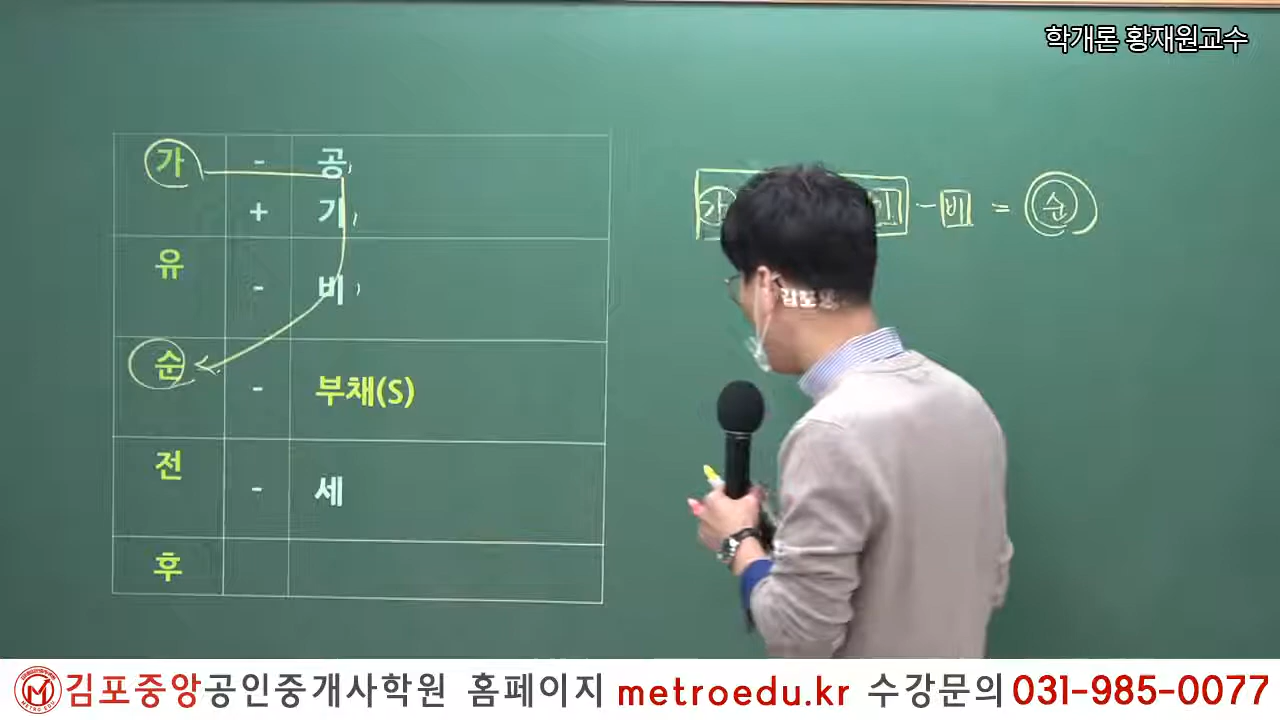 학개론 황재원교수
가 - 공
+ 기
유
- 비
순
- 부채(S)
전
- 세
후
가 - 비 = 순
김포중앙공인중개사학원 홈페이지 metroedu.kr 수강문의 031-985-0077